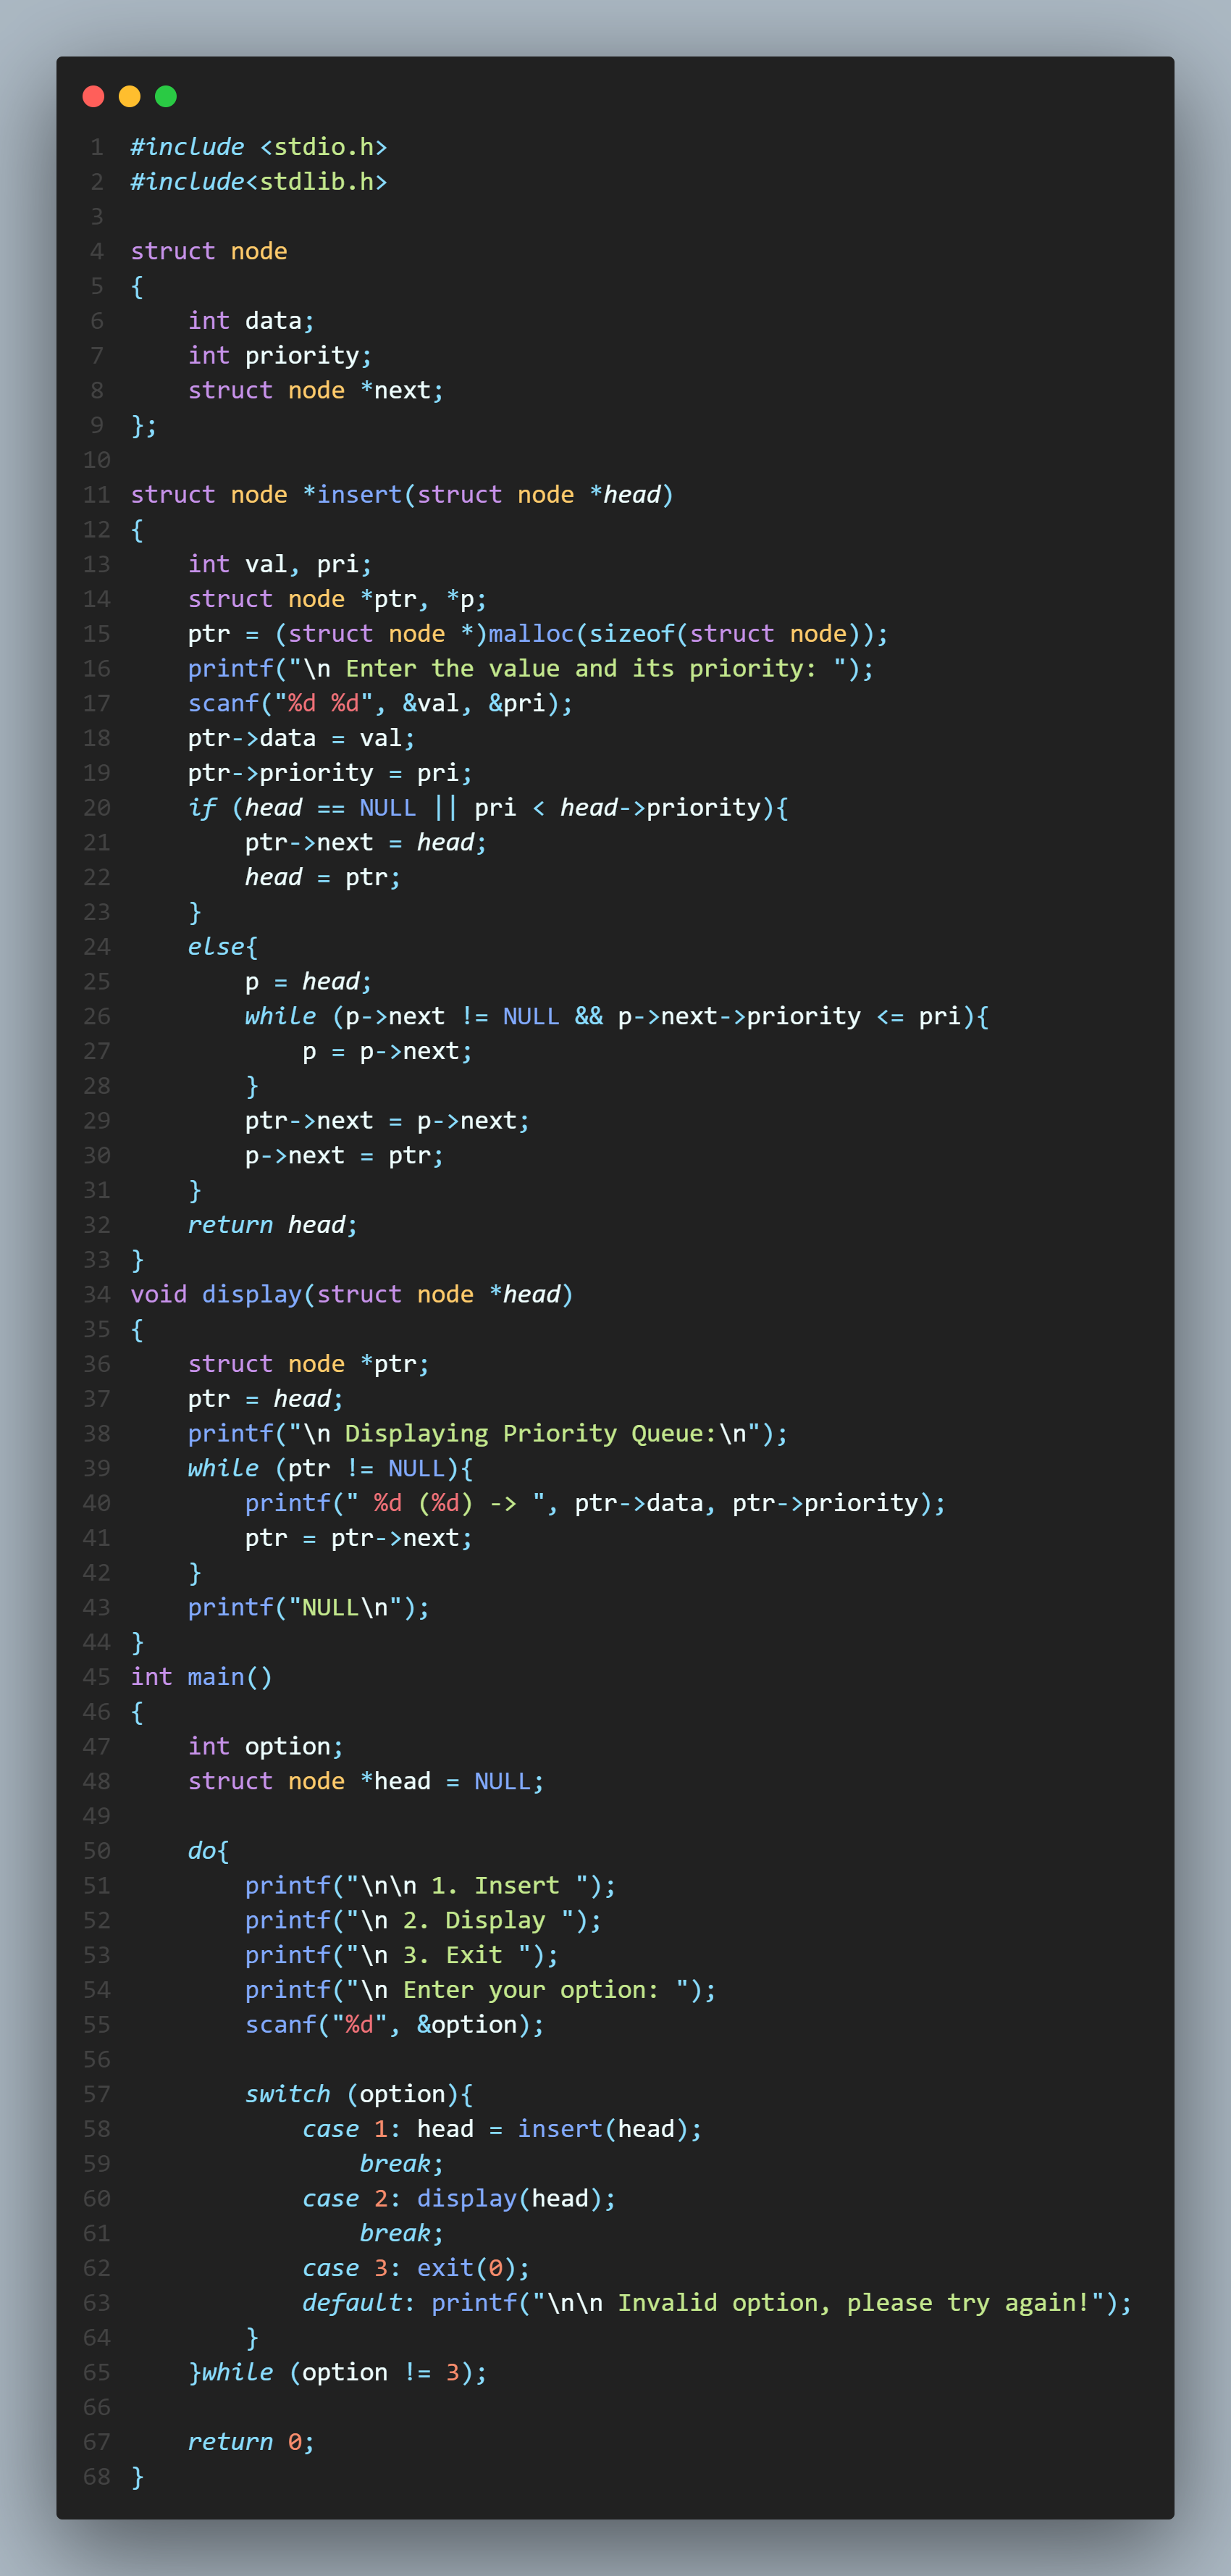 1 #include <stdio.h>
2 #include<stdlib.h>
3
4 struct node
5 {
6     int data;
7     int priority;
8     struct node *next;
9 };
10
11 struct node *insert(struct node *head)
12 {
13     int val, pri;
14     struct node *ptr, *p;
15     ptr = (struct node *)malloc(sizeof(struct node));
16     printf("\n Enter the value and its priority: ");
17     scanf("%d %d", &val, &pri);
18     ptr->data = val;
19     ptr->priority = pri;
20     if (head == NULL || pri < head->priority){
21         ptr->next = head;
22         head = ptr;
23     }
24     else{
25         p = head;
26         while (p->next != NULL && p->next->priority <= pri){
27             p = p->next;
28         }
29         ptr->next = p->next;
30         p->next = ptr;
31     }
32     return head;
33 }
34 void display(struct node *head)
35 {
36     struct node *ptr;
37     ptr = head;
38     printf("\n Displaying Priority Queue:\n");
39     while (ptr != NULL){
40         printf(" %d (%d) -> ", ptr->data, ptr->priority);
41         ptr = ptr->next;
42     }
43     printf("NULL\n");
44 }
45 int main()
46 {
47     int option;
48     struct node *head = NULL;
49
50     do{
51         printf("\n\n 1. Insert ");
52         printf("\n 2. Display ");
53         printf("\n 3. Exit ");
54         printf("\n Enter your option: ");
55         scanf("%d", &option);
56
57         switch (option){
58             case 1: head = insert(head);
59                 break;
60             case 2: display(head);
61                 break;
62             case 3: exit(0);
63             default: printf("\n\n Invalid option, please try again!");
64         }
65     }while (option != 3);
66
67     return 0;
68 }